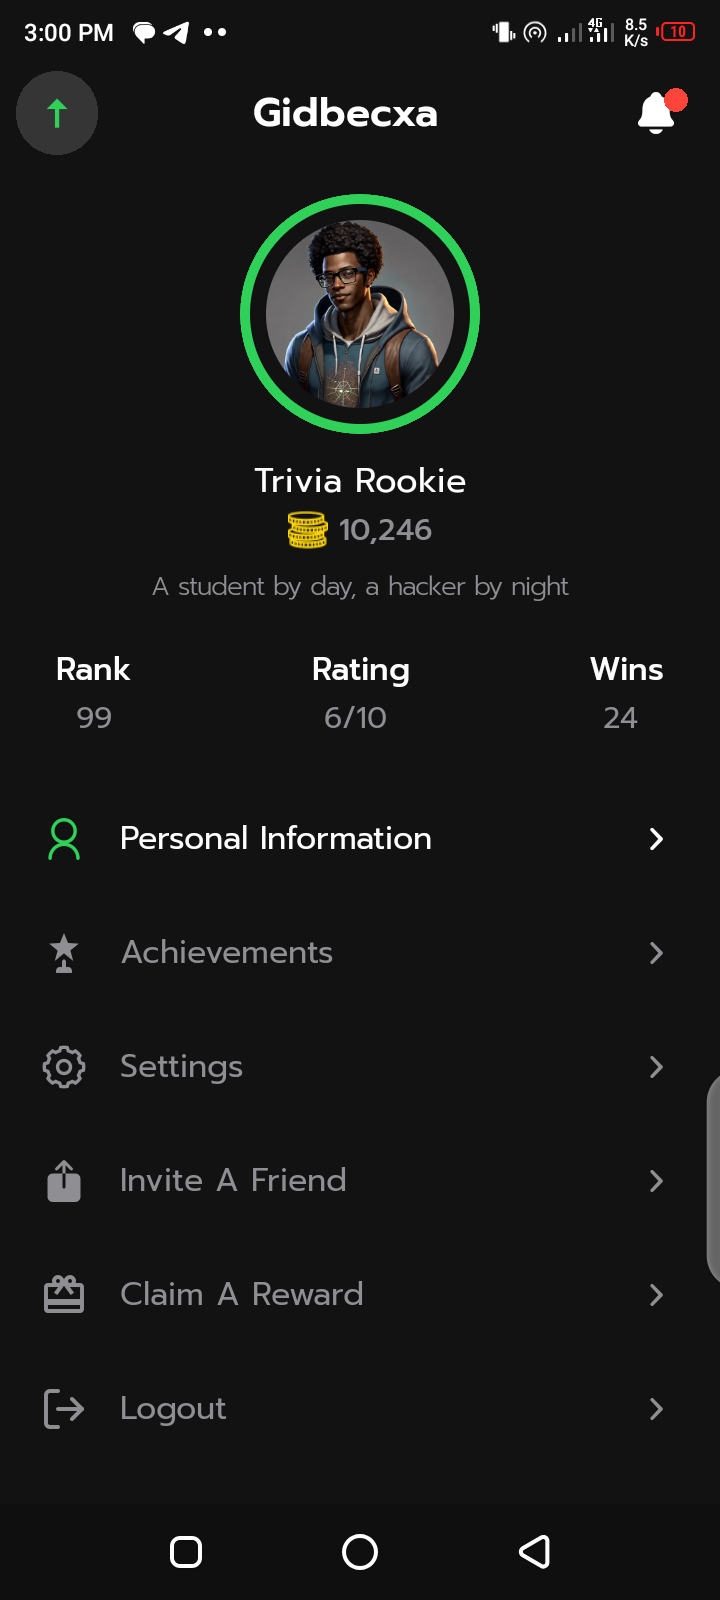 3:00 PM 4G 8.5 K/s 10
Gidbecxa
Trivia Rookie
10,246
A student by day, a hacker by night
Rank Rating Wins
99 6/10 24
Personal Information
Achievements
Settings
Invite A Friend
Claim A Reward
Logout